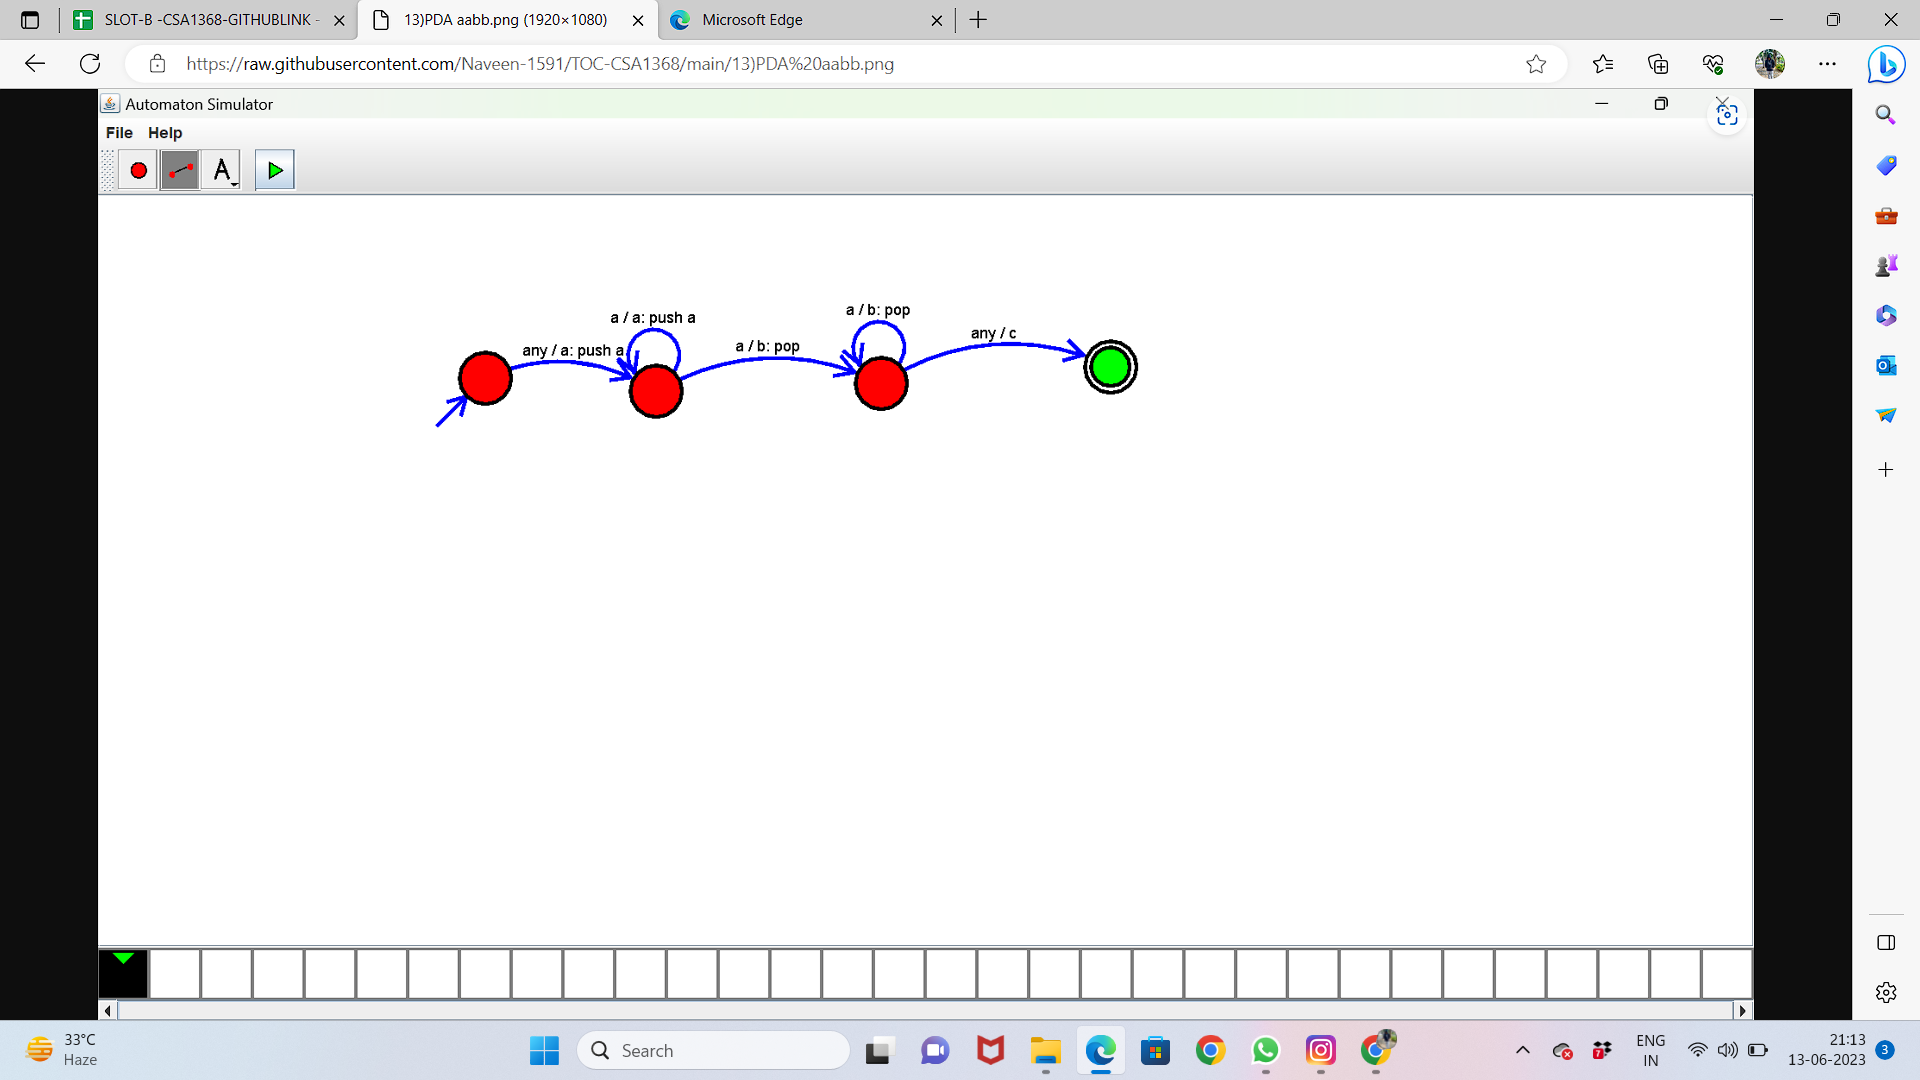 SLOT-B -CSA1368-GITHUBLINK -
13)PDA aabb.png (1920×1080)
Microsoft Edge
https://raw.githubusercontent.com/Naveen-1591/TOC-CSA1368/main/13)PDA%20aabb.png
Automaton Simulator
File Help
A
a / a: push a
a / b: pop
any / a: push a
a / b: pop
any / c
33°C
Haze
Search
7
ENG
IN
21:13
13-06-2023
3